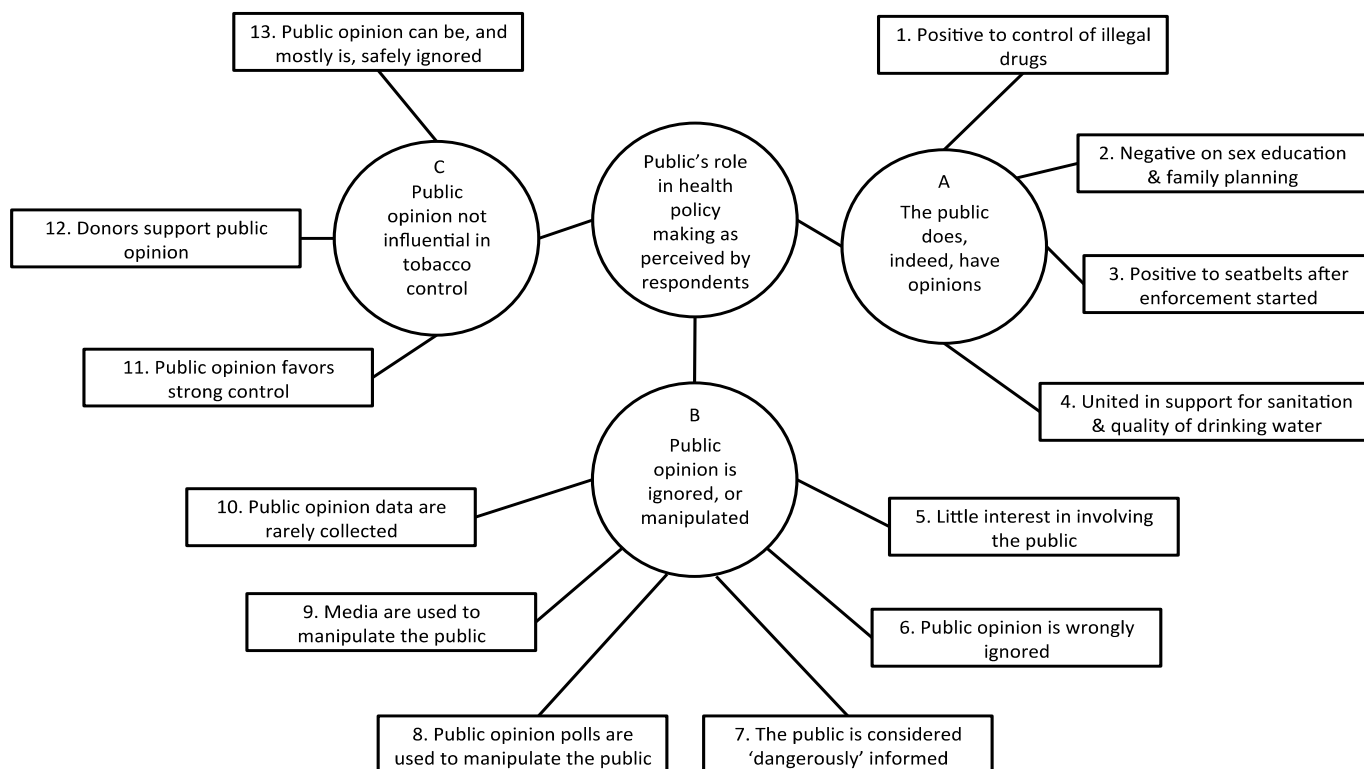 13. Public opinion can be, and
mostly is, safely ignored
1. Positive to control of illegal
drugs
Public’s role
in health
policy
making as
perceived by
respondents
C
Public
opinion not
influential in
tobacco
control
A
The public
does,
indeed, have
opinions
2. Negative on sex education
& family planning
12. Donors support public
opinion
3. Positive to seatbelts after
enforcement started
11. Public opinion favors
strong control
4. United in support for sanitation
& quality of drinking water
B
Public
opinion is
ignored, or
manipulated
10. Public opinion data are
rarely collected
5. Little interest in involving
the public
9. Media are used to
manipulate the public
6. Public opinion is wrongly
ignored
8. Public opinion polls are
used to manipulate the public
7. The public is considered
‘dangerously’ informed